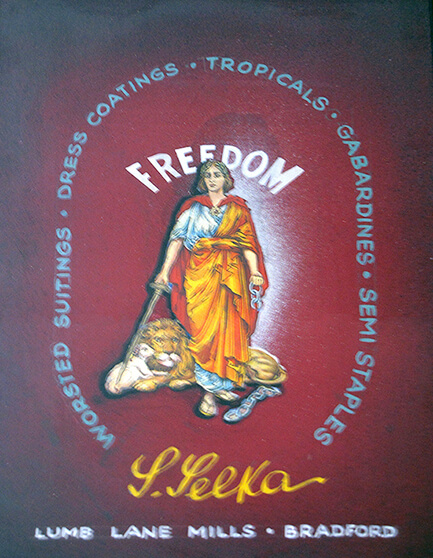 WORSTED SUITINGS • DRESS COATINGS • TROPICALS • GABARDINES • SEMI STAPLES
FREEDOM
S. Selka
LUMB LANE MILLS • BRADFORD